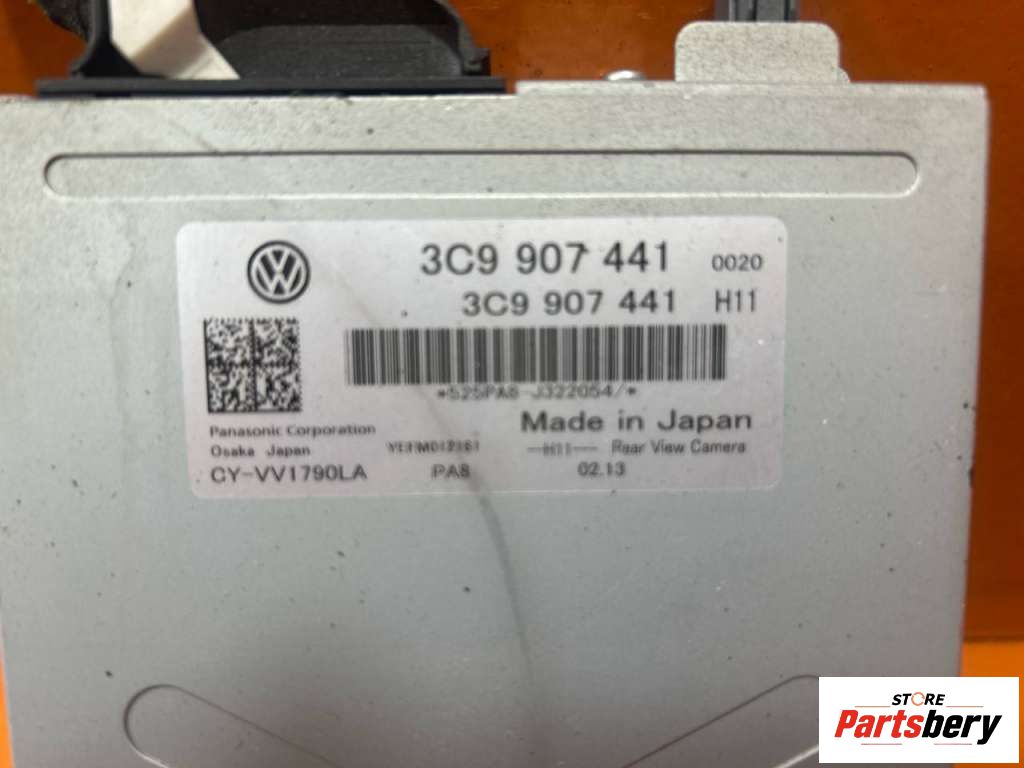 3C9 907 441 0020
3C9 907 441 H11
*525PA8-J322054/*
Made in Japan
Panasonic Corporation
Osaka Japan —H11— Rear View Camera
CY-VV1790LA PA8 02.13
STORE
Partsbery